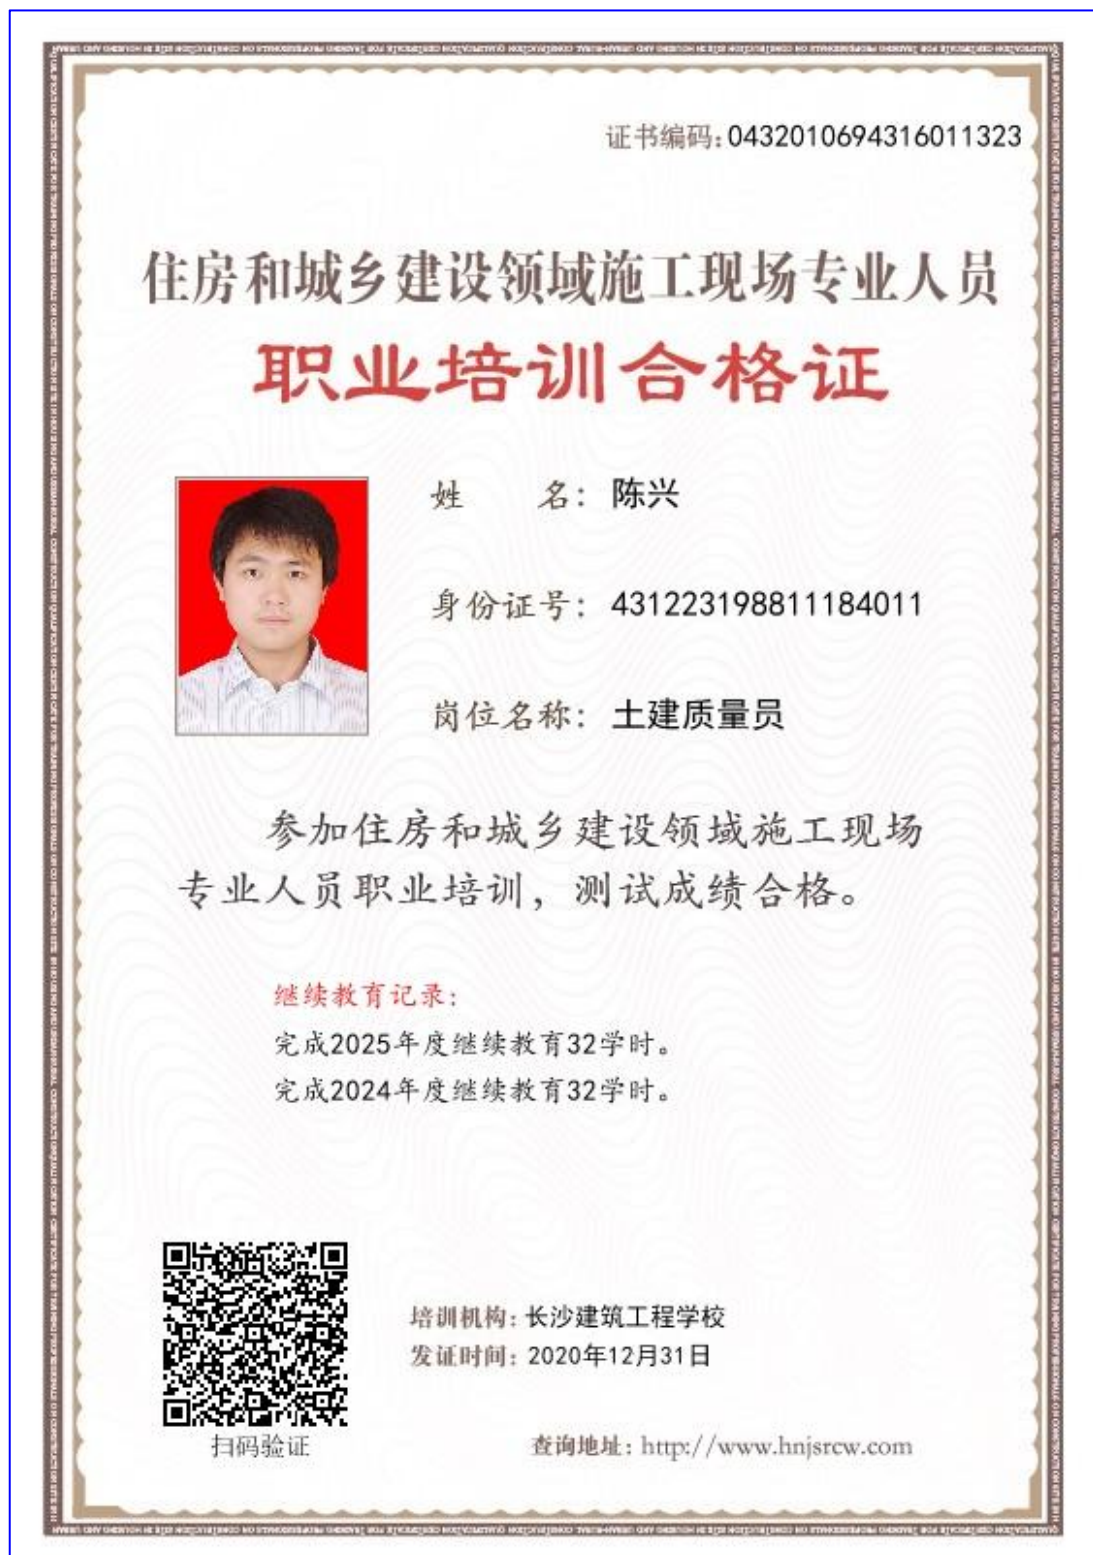 证书编码:0432010694316011323
住房和城乡建设领域施工现场专业人员
职业培训合格证
姓 名: 陈兴
身份证号: 431223198811184011
岗位名称: 土建质量员
参加住房和城乡建设领域施工现场
专业人员职业培训，测试成绩合格。
继续教育记录:
完成2025年度继续教育32学时。
完成2024年度继续教育32学时。
培训机构: 长沙建筑工程学校
发证时间: 2020年12月31日
扫码验证
查询地址: http://www.hnjsrcw.com